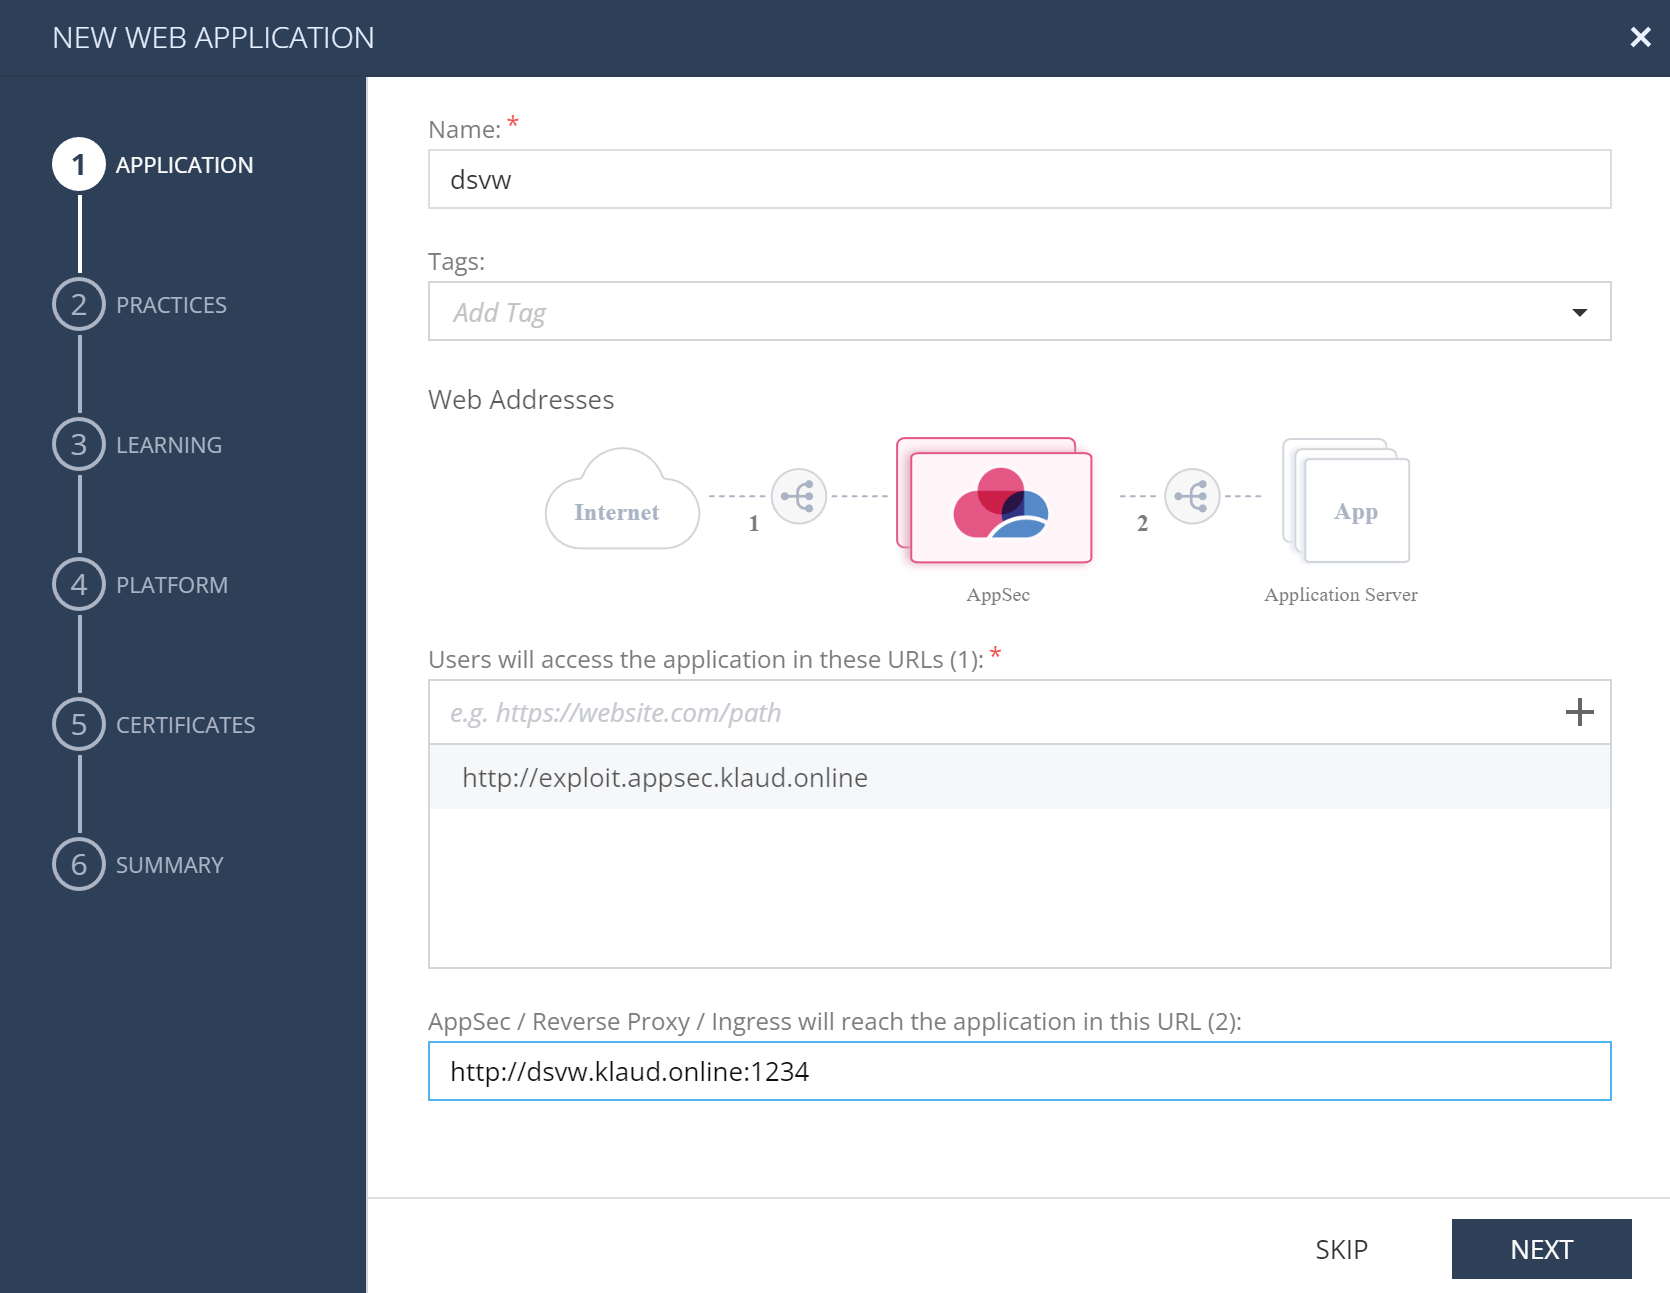 NEW WEB APPLICATION
1 APPLICATION
2 PRACTICES
3 LEARNING
4 PLATFORM
5 CERTIFICATES
6 SUMMARY
Name: *
dsvw
Tags:
Add Tag
Web Addresses
Internet
1
2
App
AppSec
Application Server
Users will access the application in these URLs (1): *
e.g. https://website.com/path
http://exploit.appsec.klaud.online
AppSec / Reverse Proxy / Ingress will reach the application in this URL (2):
http://dsvw.klaud.online:1234
SKIP
NEXT